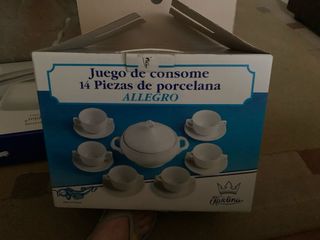 Juego de consome
14 Piezas de porcelana
ALLEGRO